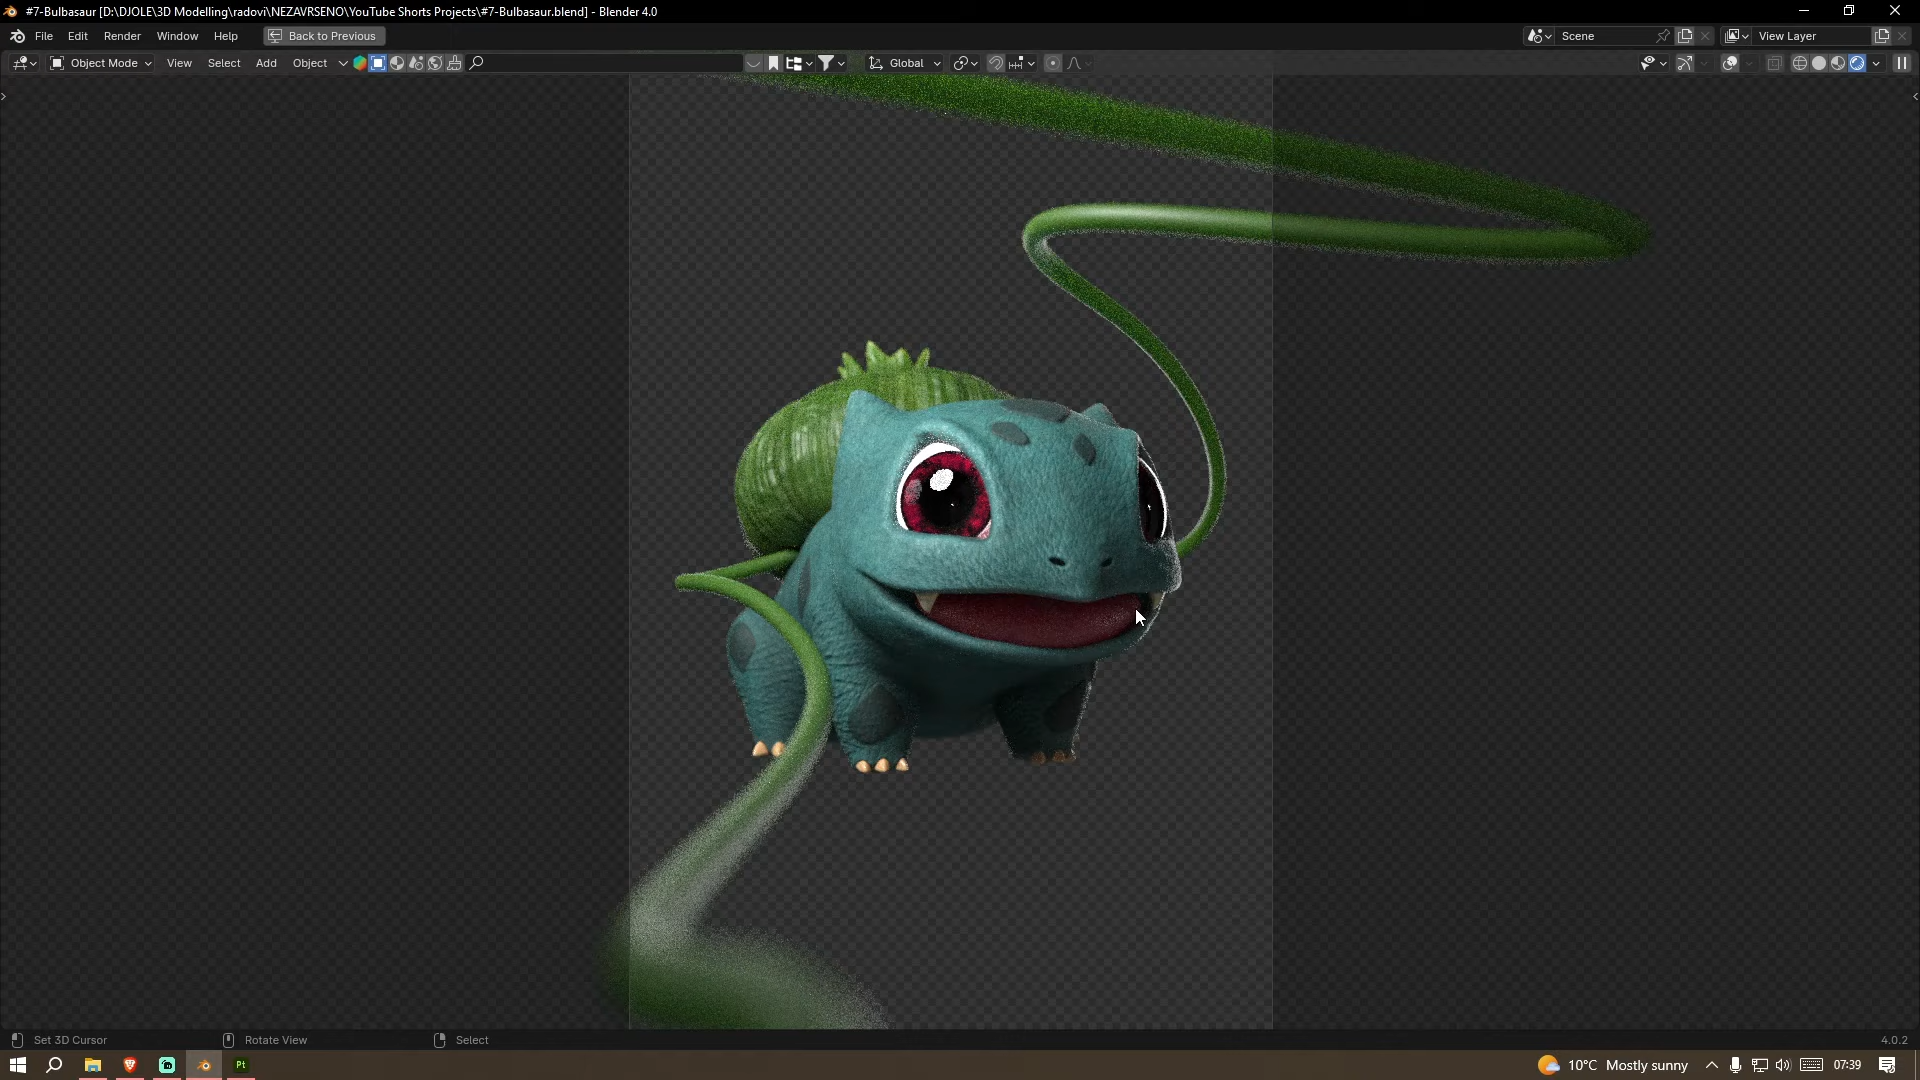 #7-Bulbasaur [D:\DJOLE\3D Modelling\radovi\NEZAVRSENO\YouTube Shorts Projects\#7-Bulbasaur.blend] - Blender 4.0
File Edit Render Window Help Back to Previous Scene View Layer
Object Mode View Select Add Object Global
Set 3D Cursor Rotate View Select 4.0.2
Pt 10°C Mostly sunny 07:39